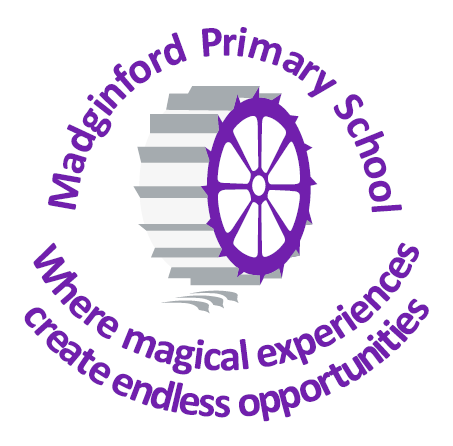 Madginford Primary School
Where magical experiences
create endless opportunities